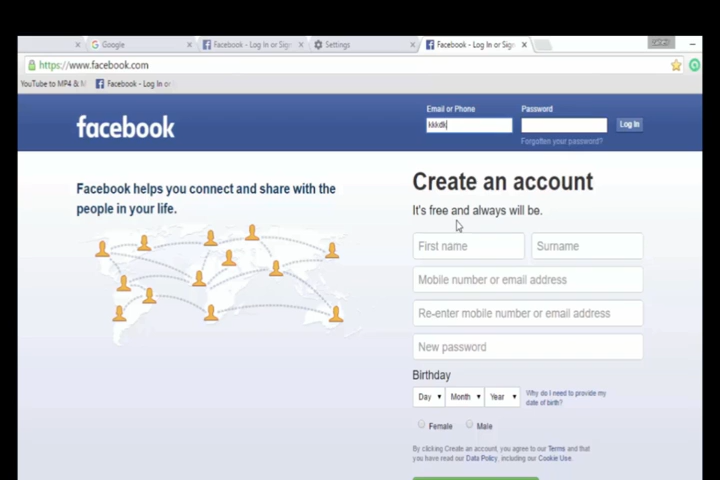 Google
Facebook - Log In or Sig
Settings
Facebook - Log In or Sig
https://www.facebook.com
YouTube to MP4 & M
Facebook - Log In or
Email or Phone
Password
facebook
kkkdk
Log In
Forgotten your password?
Facebook helps you connect and share with the
people in your life.
Create an account
It's free and always will be.
First name
Surname
Mobile number or email address
Re-enter mobile number or email address
New password
Birthday
Day
Month
Year
Why do I need to provide my
date of birth?
Female
Male
By clicking Create an account, you agree to our Terms and that
you have read our Data Policy, including our Cookie Use.